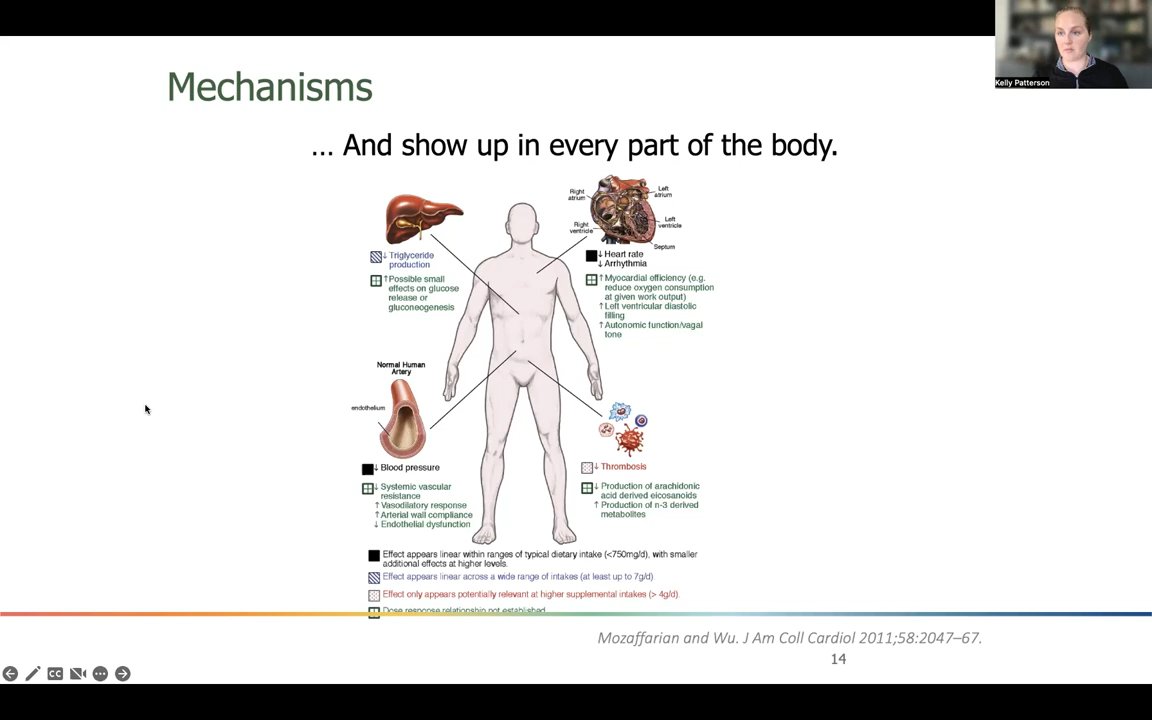 Kelly Patterson
Mechanisms
… And show up in every part of the body.
Right
atrium
Left
atrium
Right
ventricle
Left
ventricle
Septum
↓ Triglyceride
production
↑ Possible small
effects on glucose
release or
gluconeogenesis
↓ Heart rate
↓ Arrhythmia
↑ Myocardial efficiency (e.g.
reduce oxygen consumption
at given work output)
↑ Left ventricular diastolic
filling
↑ Autonomic function/vagal
tone
Normal Human
Artery
endothelium
↓ Blood pressure
↓ Systemic vascular
resistance
↑ Vasodilatory response
↑ Arterial wall compliance
↓ Endothelial dysfunction
↓ Thrombosis
↓ Production of arachidonic
acid derived eicosanoids
↑ Production of n-3 derived
metabolites
Effect appears linear within ranges of typical dietary intake (<750mg/d), with smaller
additional effects at higher levels.
Effect appears linear across a wide range of intakes (at least up to 7g/d)
Effect only appears potentially relevant at higher supplemental intakes (> 4g/d).
Dose response relationship not established
Mozaffarian and Wu. J Am Coll Cardiol 2011;58:2047–67.
14
CC